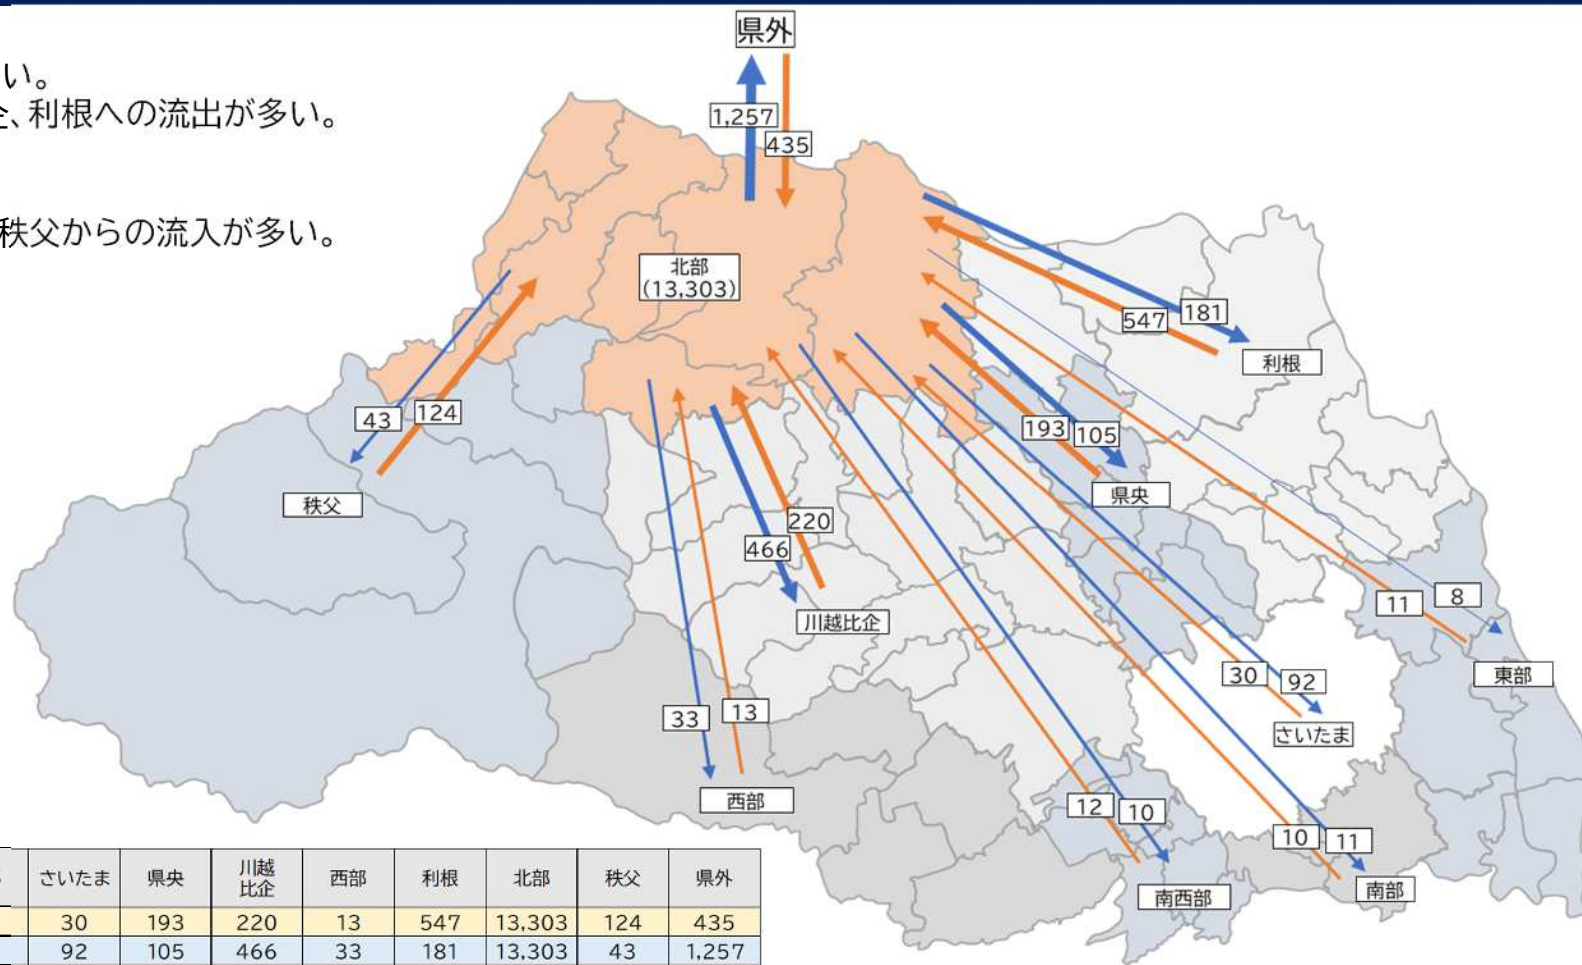 県外
い。
、利根への流出が多い。
1,257
435
秩父からの流入が多い。
北部
(13,303)
547
181
利根
43
124
193
105
秩父
県央
220
466
川越比企
11
8
30
92
東部
33
13
さいたま
西部
12
10
10
11
南西部
南部
さいたま 県央 川越比企 西部 利根 北部 秩父 県外
30 193 220 13 547 13,303 124 435
92 105 466 33 181 13,303 43 1,257